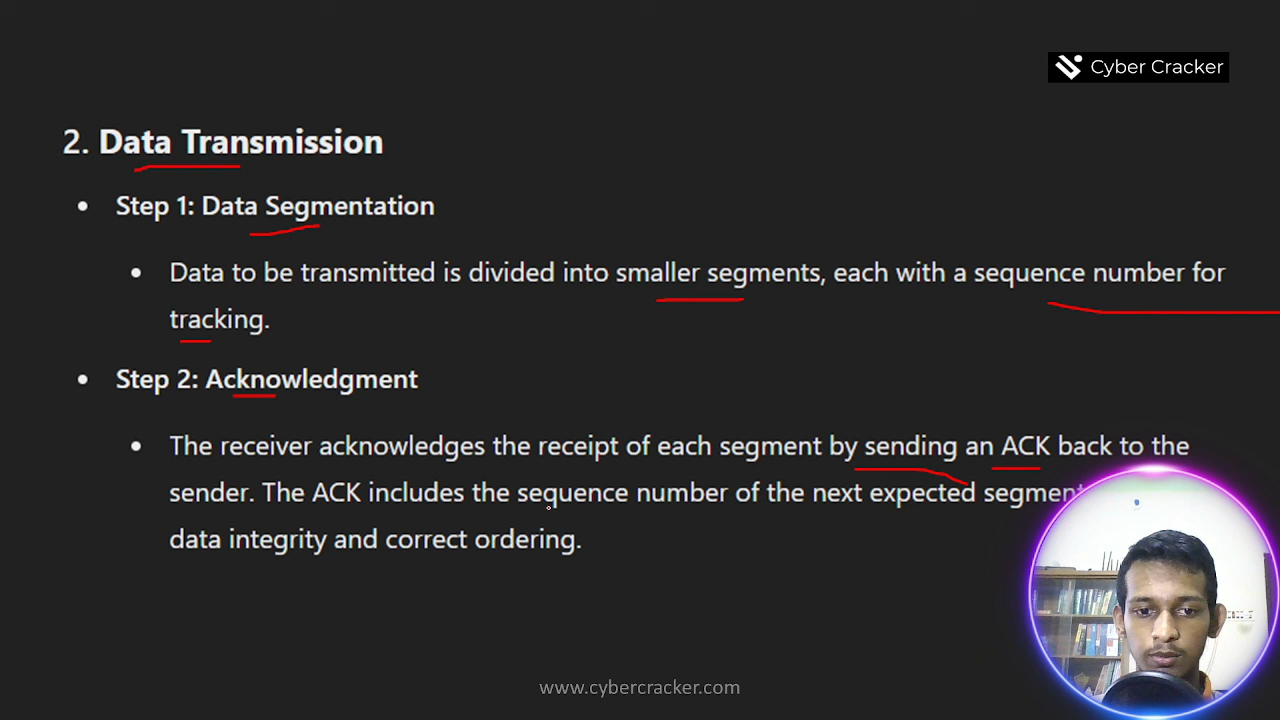 Cyber Cracker
2. Data Transmission
Step 1: Data Segmentation
Data to be transmitted is divided into smaller segments, each with a sequence number for
tracking.
Step 2: Acknowledgment
The receiver acknowledges the receipt of each segment by sending an ACK back to the
sender. The ACK includes the sequence number of the next expected segment
data integrity and correct ordering.
www.cybercracker.com